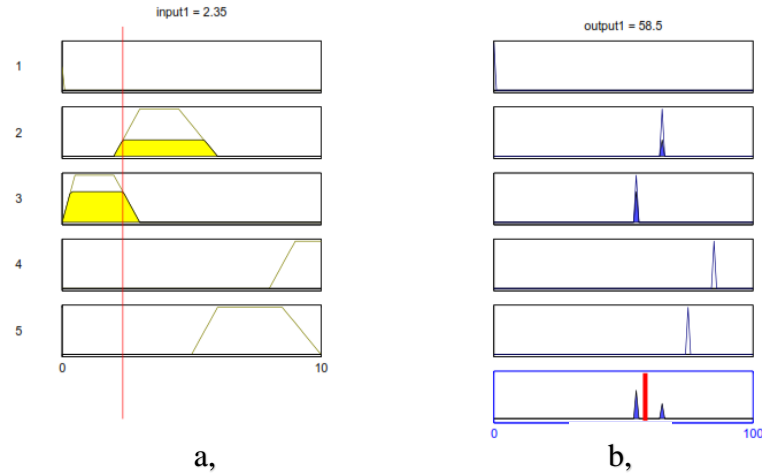 input1 = 2.35
output1 = 58.5
1
2
3
4
5
0 10
0 100
a, b,